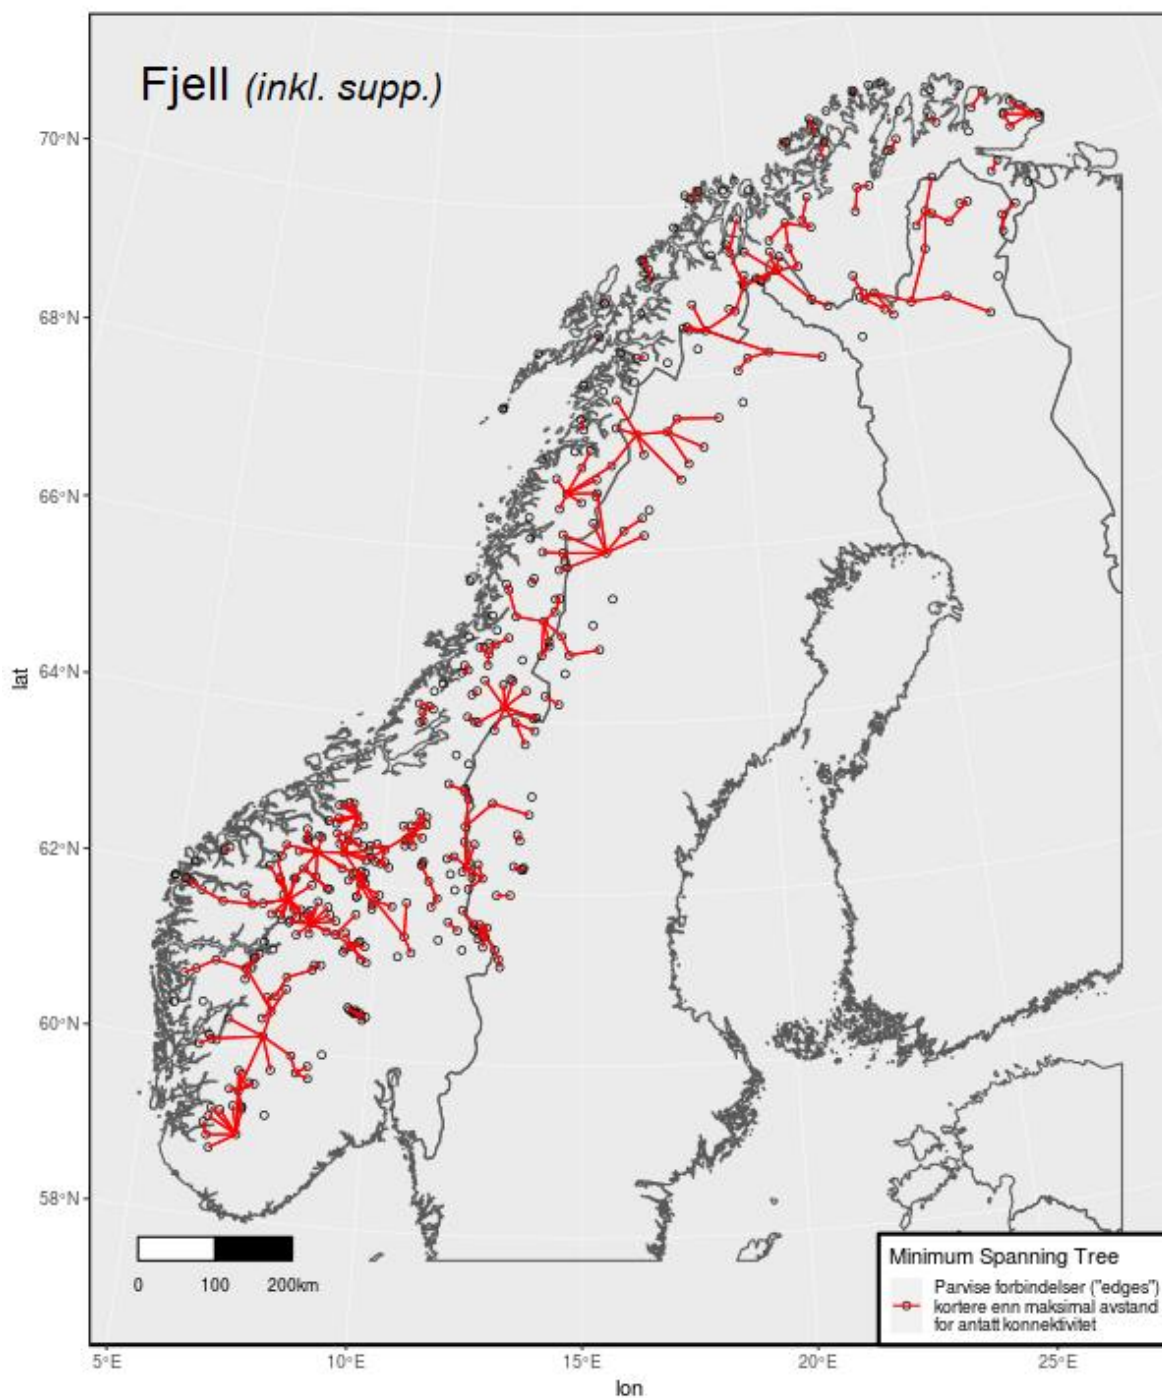 Fjell (inkl. supp.)
70°N
68°N
66°N
64°N
62°N
60°N
58°N
lat
0 100 200km
Minimum Spanning Tree
Parvise forbindelser ("edges")
kortere enn maksimal avstand
for antatt konnektivitet
5°E 10°E 15°E 20°E 25°E
lon